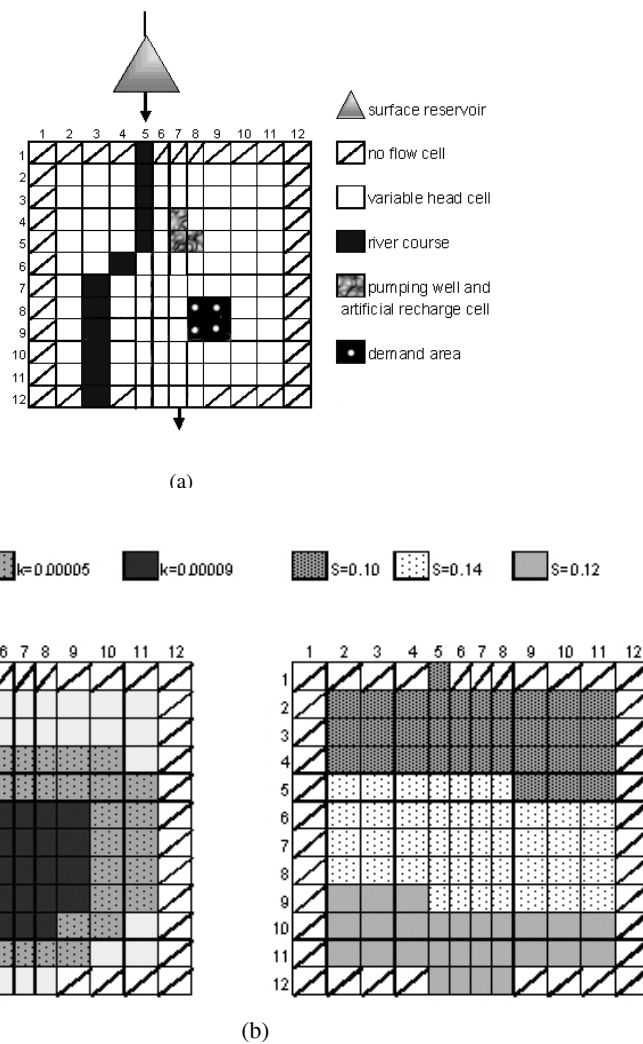 surface reservoir
1 2 3 4 5 6 7 8 9 10 11 12
1
no flow cell
2
3
variable head cell
4
5
river course
6
7
pumping well and
8
artificial recharge cell
9
demand area
10
11
12
(a)
k=0.00005 k=0.00009 S=0.10 S=0.14 S=0.12
6 7 8 9 10 11 12 1 2 3 4 5 6 7 8 9 10 11 12
1
2
3
4
5
6
7
8
9
10
11
12
(b)